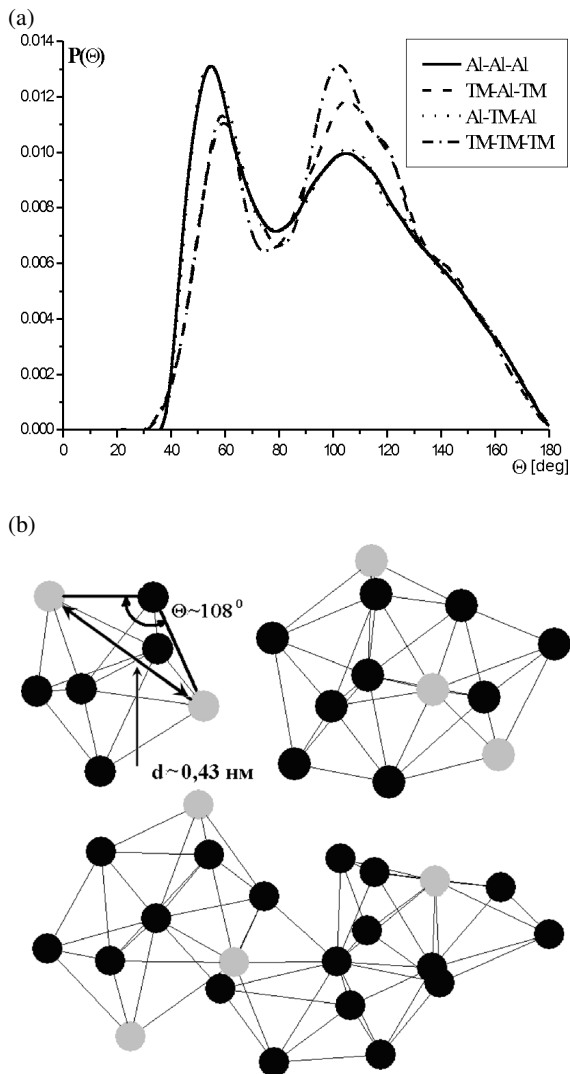 (a)
0.014
0.012
0.010
0.008
0.006
0.004
0.002
0.000
P(Θ)
Al-Al-Al
TM-Al-TM
Al-TM-Al
TM-TM-TM
0 20 40 60 80 100 120 140 160 180
Θ [deg]
(b)
Θ~108⁰
d~0,43 нм